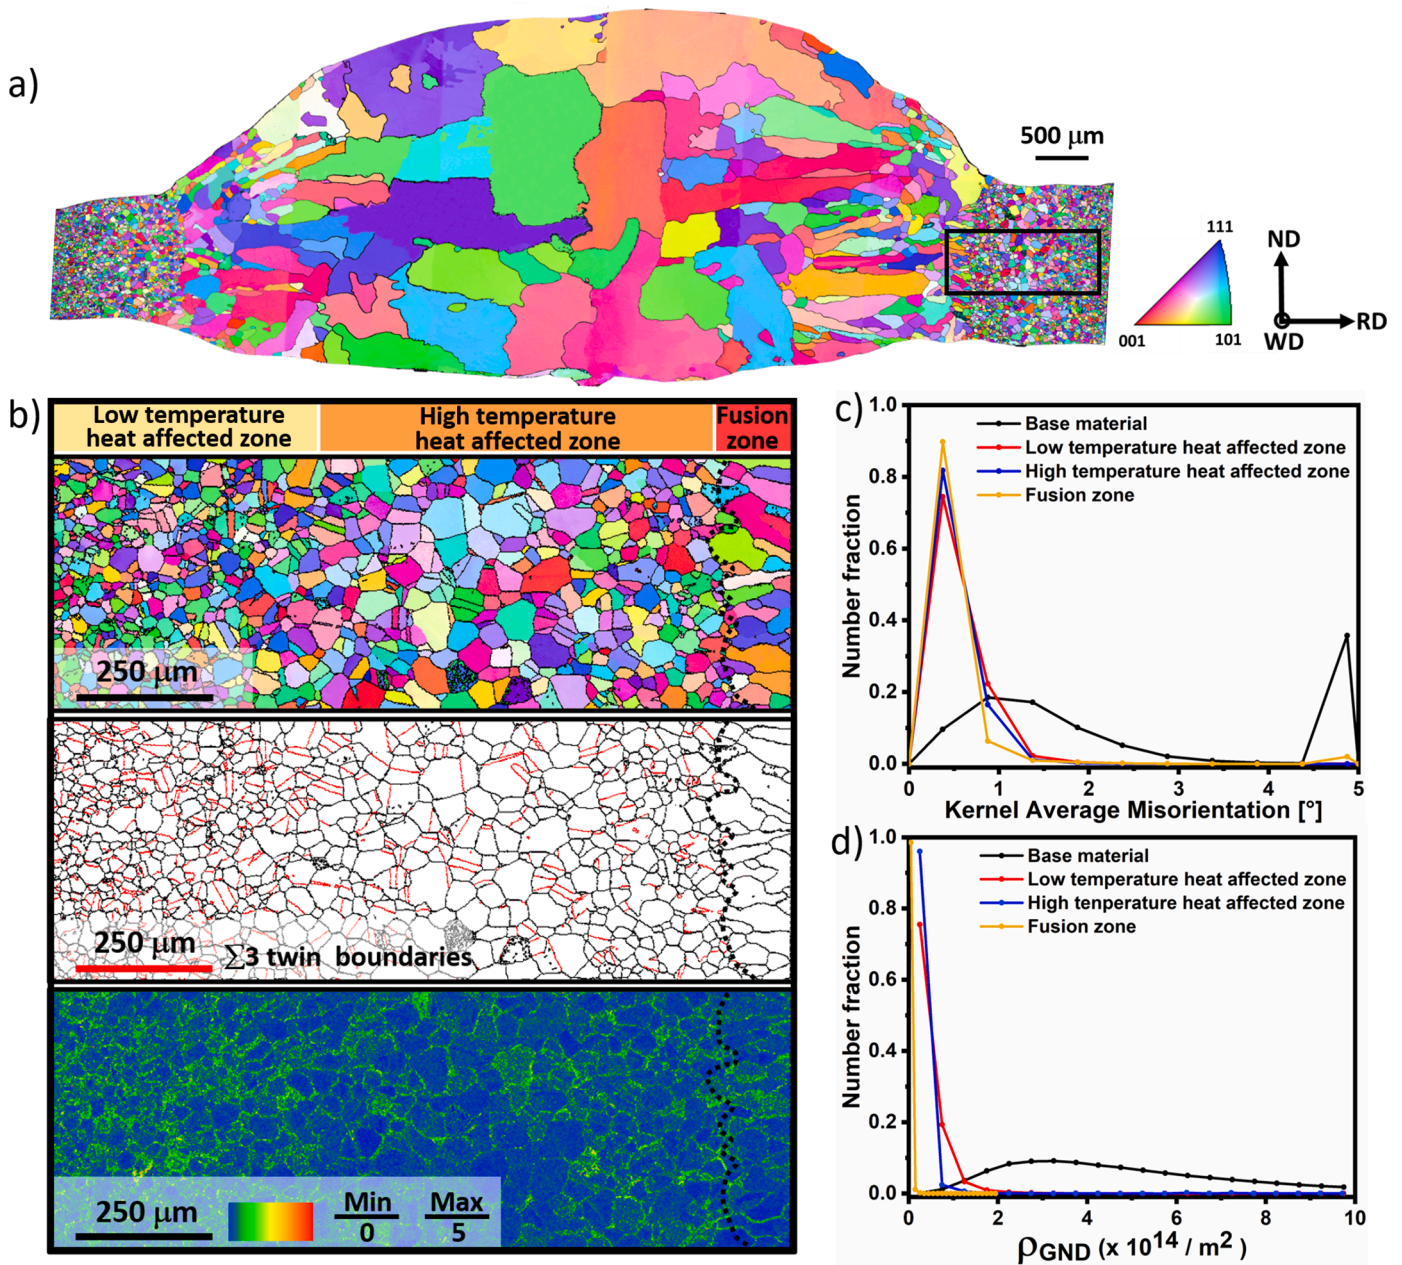 a)
500 μm
111
001
101
ND
RD
WD
b)
Low temperature
heat affected zone
High temperature
heat affected zone
Fusion
zone
250 μm
250 μm
∑3 twin boundaries
250 μm
Min
0
Max
5
c)
Base material
Low temperature heat affected zone
High temperature heat affected zone
Fusion zone
Number fraction
1.0
0.8
0.6
0.4
0.2
0.0
0 1 2 3 4 5
Kernel Average Misorientation [°]
d)
Base material
Low temperature heat affected zone
High tenperature heat affected zone
Fusion zone
Number fraction
1.0
0.8
0.6
0.4
0.2
0.0
0 2 4 6 8 10
ρGND (x 10^14 / m^2 )